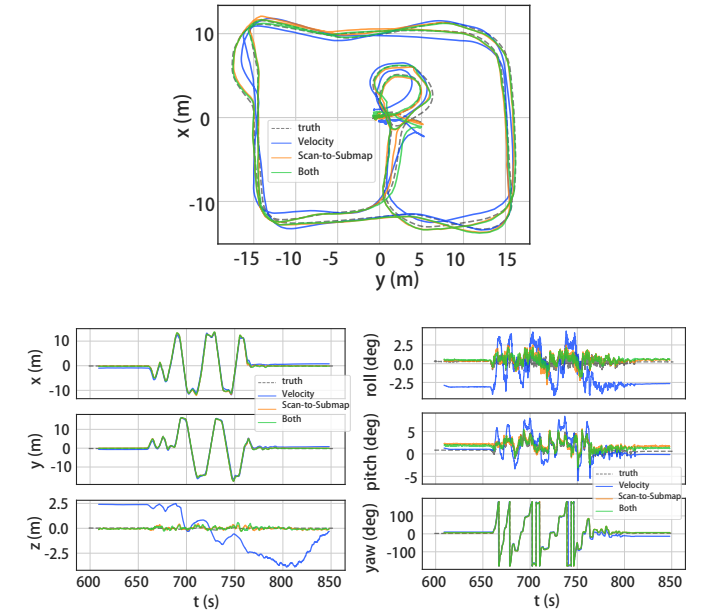 10
0
-10
x (m)
truth
Velocity
Scan-to-Submap
Both
-15
-10
-5
0
5
10
15
y (m)
10
0
-10
x (m)
truth
Velocity
Scan-to-Submap
Both
10
0
-10
y (m)
2.5
0.0
-2.5
z (m)
600
650
700
750
800
850
t (s)
2.5
0.0
-2.5
roll (deg)
5
0
-5
pitch (deg)
truth
Velocity
Scan-to-Submap
Both
100
0
-100
yaw (deg)
600
650
700
750
800
850
t (s)